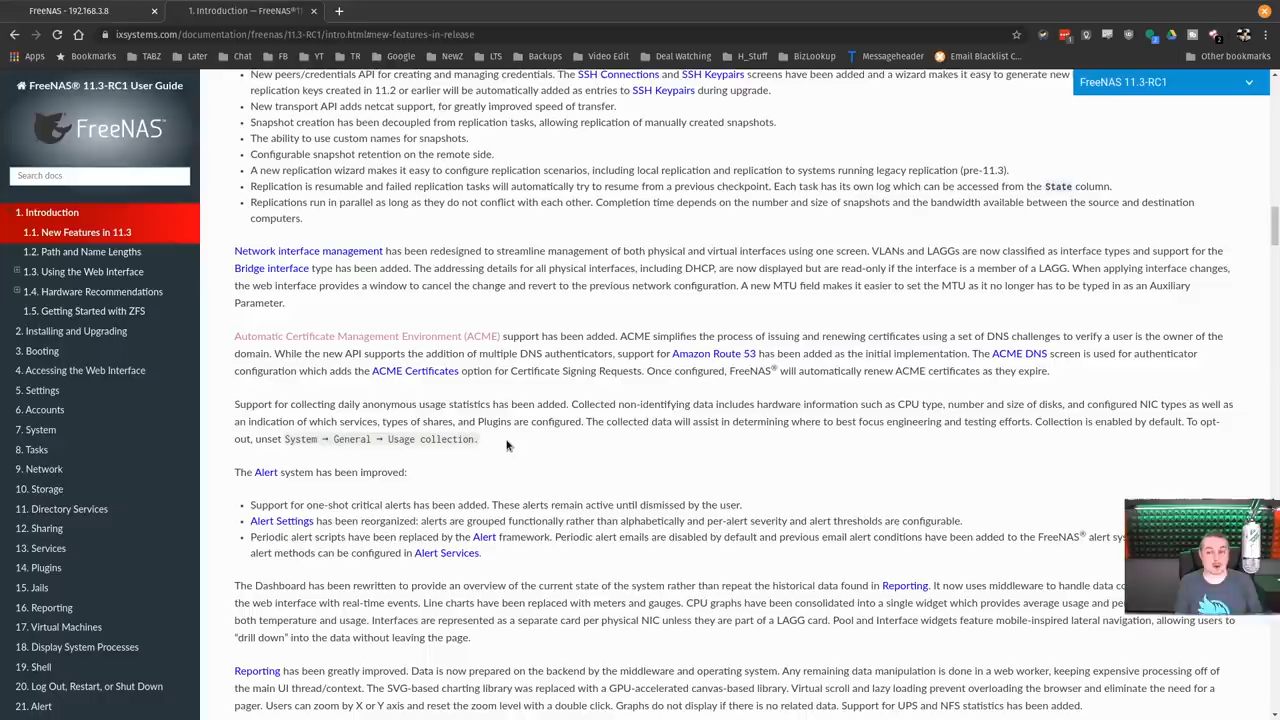 FreeNAS - 192.168.3.8
1. Introduction — FreeNAS®11
ixsystems.com/documentation/freenas/11.3-RC1/intro.html#new-features-in-release
Apps
Bookmarks
TABZ
Later
Chat
FB
TR
Google
NewZ
LTS
Backups
Video Edit
Deal Watching
H_Stuff
BizLookup
Messageheader
Email Blacklist C...
Other bookmarks
FreeNAS® 11.3-RC1 User Guide
FreeNAS
Search docs
1. Introduction
1.1. New Features in 11.3
1.2. Path and Name Lengths
1.3. Using the Web Interface
1.4. Hardware Recommendations
1.5. Getting Started with ZFS
2. Installing and Upgrading
3. Booting
4. Accessing the Web Interface
5. Settings
6. Accounts
7. System
8. Tasks
9. Network
10. Storage
11. Directory Services
12. Sharing
13. Services
14. Plugins
15. Jails
16. Reporting
17. Virtual Machines
18. Display System Processes
19. Shell
20. Log Out, Restart, or Shut Down
21. Alert
FreeNAS 11.3-RC1
New peers/credentials API for creating and managing credentials. The SSH Connections and SSH Keypairs screens have been added and a wizard makes it easy to generate new
replication keys created in 11.2 or earlier will be automatically added as entries to SSH Keypairs during upgrade.
New transport API adds netcat support, for greatly improved speed of transfer.
Snapshot creation has been decoupled from replication tasks, allowing replication of manually created snapshots.
The ability to use custom names for snapshots.
Configurable snapshot retention on the remote side.
A new replication wizard makes it easy to configure replication scenarios, including local replication and replication to systems running legacy replication (pre-11.3).
Replication is resumable and failed replication tasks will automatically try to resume from a previous checkpoint. Each task has its own log which can be accessed from the State column.
Replications run in parallel as long as they do not conflict with each other. Completion time depends on the number and size of snapshots and the bandwidth available between the source and destination
computers.
Network interface management has been redesigned to streamline management of both physical and virtual interfaces using one screen. VLANs and LAGGs are now classified as interface types and support for the
Bridge interface type has been added. The addressing details for all physical interfaces, including DHCP, are now displayed but are read-only if the interface is a member of a LAGG. When applying interface changes,
the web interface provides a window to cancel the change and revert to the previous network configuration. A new MTU field makes it easier to set the MTU as it no longer has to be typed in as an Auxiliary
Parameter.
Automatic Certificate Management Environment (ACME) support has been added. ACME simplifies the process of issuing and renewing certificates using a set of DNS challenges to verify a user is the owner of the
domain. While the new API supports the addition of multiple DNS authenticators, support for Amazon Route 53 has been added as the initial implementation. The ACME DNS screen is used for authenticator
configuration which adds the ACME Certificates option for Certificate Signing Requests. Once configured, FreeNAS® will automatically renew ACME certificates as they expire.
Support for collecting daily anonymous usage statistics has been added. Collected non-identifying data includes hardware information such as CPU type, number and size of disks, and configured NIC types as well as
an indication of which services, types of shares, and Plugins are configured. The collected data will assist in determining where to best focus engineering and testing efforts. Collection is enabled by default. To opt-
out, unset System → General → Usage collection.
The Alert system has been improved:
Support for one-shot critical alerts has been added. These alerts remain active until dismissed by the user.
Alert Settings has been reorganized: alerts are grouped functionally rather than alphabetically and per-alert severity and alert thresholds are configurable.
Periodic alert scripts have been replaced by the Alert framework. Periodic alert emails are disabled by default and previous email alert conditions have been added to the FreeNAS® alert sys
alert methods can be configured in Alert Services.
The Dashboard has been rewritten to provide an overview of the current state of the system rather than repeat the historical data found in Reporting. It now uses middleware to handle data co
the web interface with real-time events. Line charts have been replaced with meters and gauges. CPU graphs have been consolidated into a single widget which provides average usage and pe
both temperature and usage. Interfaces are represented as a separate card per physical NIC unless they are part of a LAGG card. Pool and Interface widgets feature mobile-inspired lateral navigation, allowing users to
“drill down” into the data without leaving the page.
Reporting has been greatly improved. Data is now prepared on the backend by the middleware and operating system. Any remaining data manipulation is done in a web worker, keeping expensive processing off of
the main UI thread/context. The SVG-based charting library was replaced with a GPU-accelerated canvas-based library. Virtual scroll and lazy loading prevent overloading the browser and eliminate the need for a
pager. Users can zoom by X or Y axis and reset the zoom level with a double click. Graphs do not display if there is no related data. Support for UPS and NFS statistics has been added.